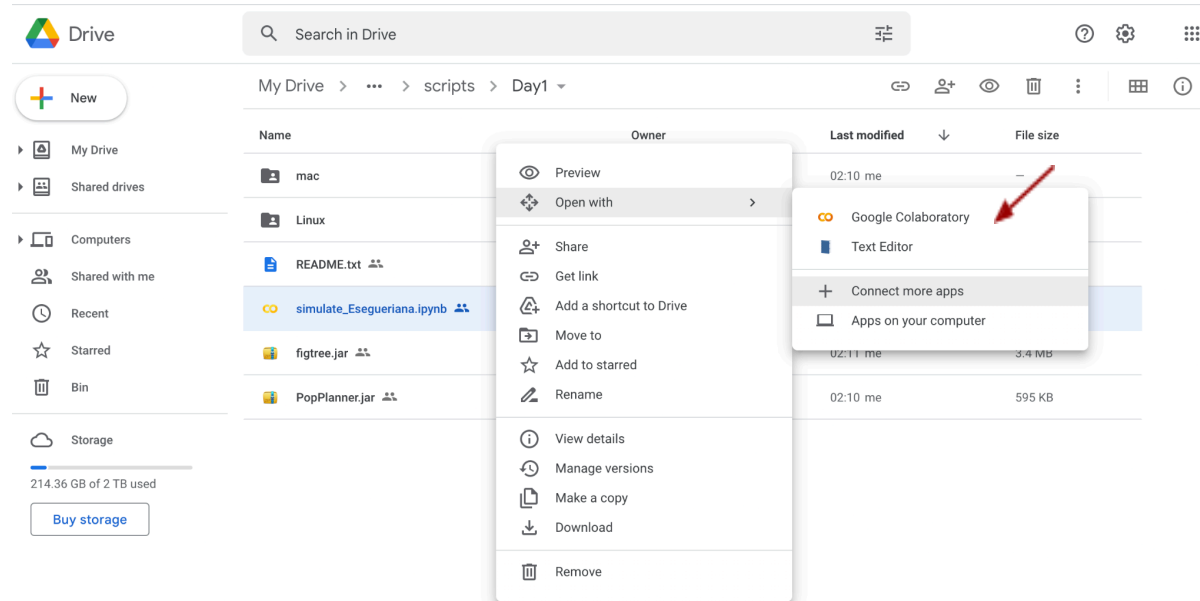 Drive
Search in Drive
New
My Drive
Shared drives
Computers
Shared with me
Recent
Starred
Bin
Storage
214.36 GB of 2 TB used
Buy storage
My Drive > ... > scripts > Day1
Name Owner Last modified File size
mac 02:10 me —
Linux
README.txt
simulate_Esegueriana.ipynb
figtree.jar 02:11 me 3.4 MB
PopPlanner.jar 02:10 me 595 KB
Preview
Open with
Share
Get link
Add a shortcut to Drive
Move to
Add to starred
Rename
View details
Manage versions
Make a copy
Download
Remove
Google Colaboratory
Text Editor
Connect more apps
Apps on your computer